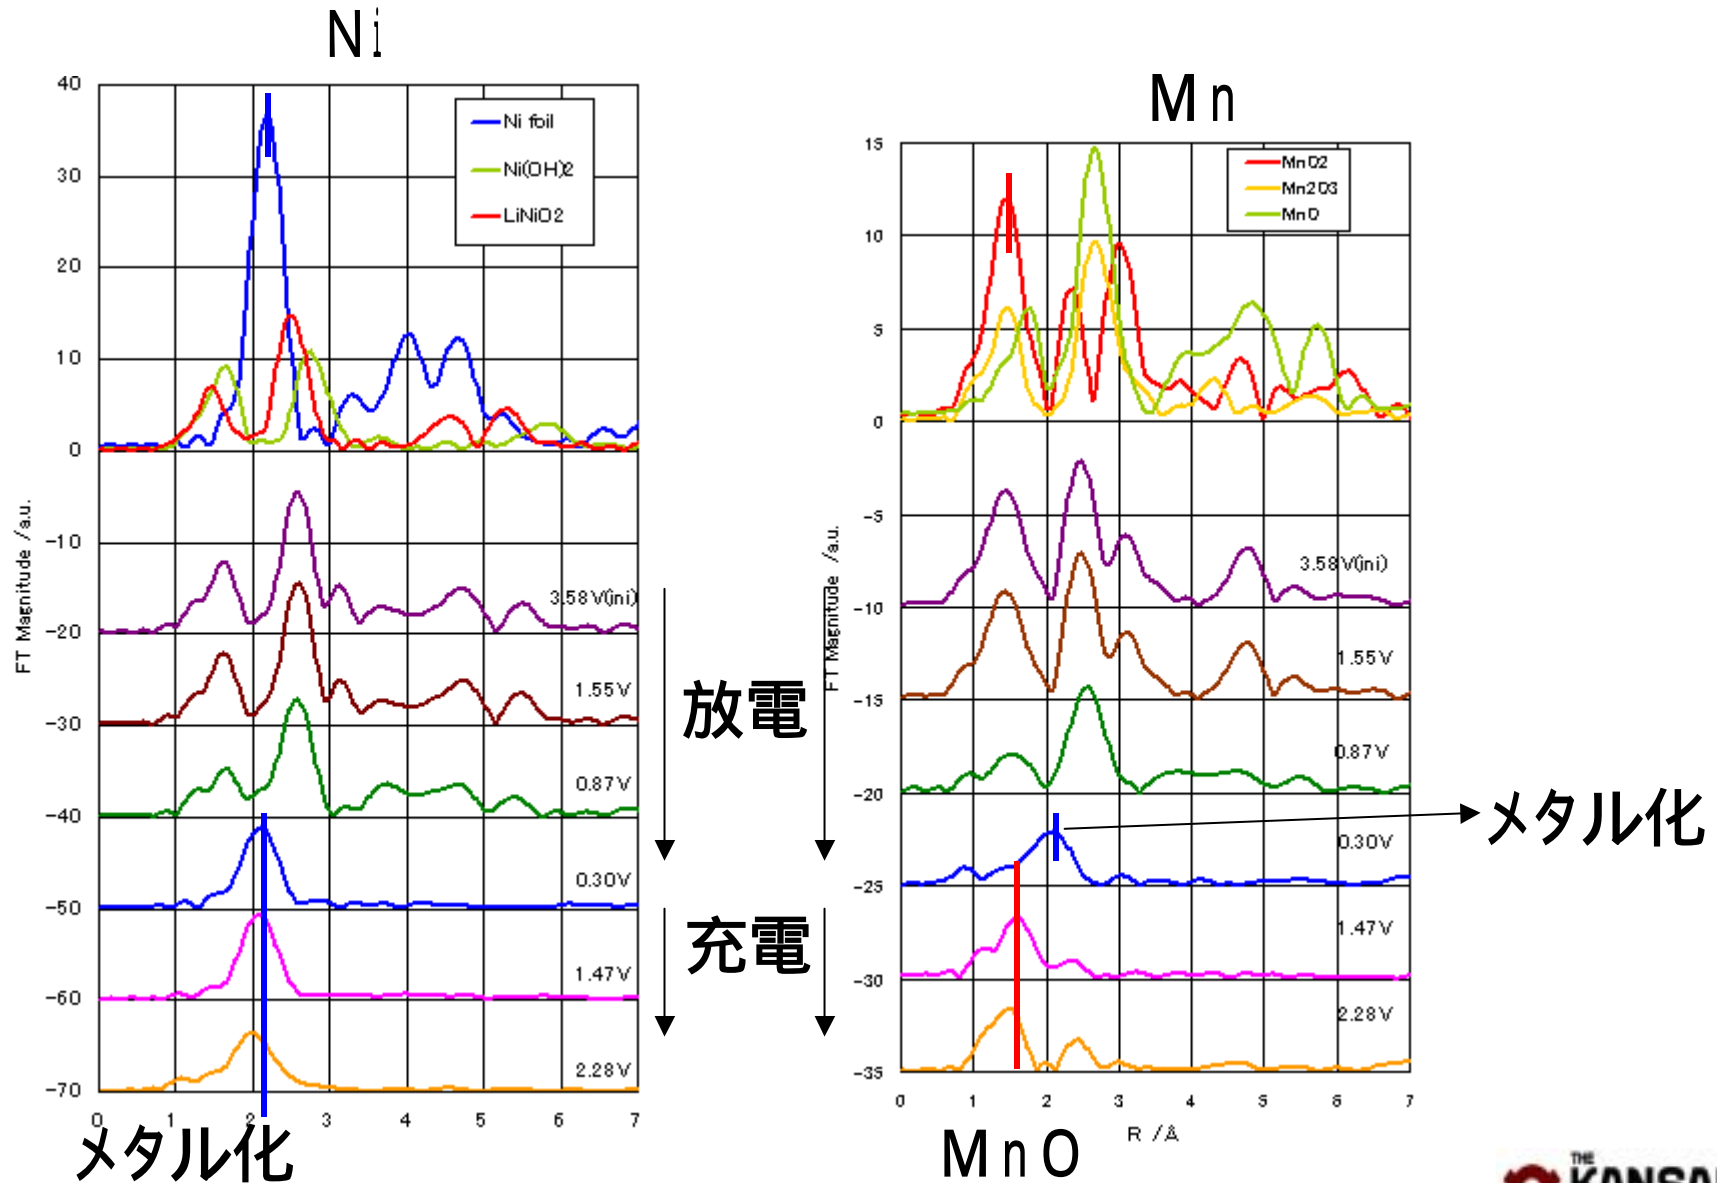 Ni
40
30
20
10
0
-10
-20
-30
-40
-50
-60
-70
FT Magnitude /a.u.
Ni foil
Ni(OH)2
LiNiO2
3.58V(ini)
1.55V
0.87V
0.30V
1.47V
2.28V
0 1 2 3 4 5 6 7
メタル化
放電
充電
Mn
15
10
5
0
-5
-10
-15
-20
-25
-30
-35
FT Magnitude /a.u.
MnO2
Mn2O3
MnO
3.58V(ini)
1.55V
0.87V
0.30V
1.47V
2.28V
メタル化
0 1 2 3 4 5 6 7
R /Å
MnO
THE